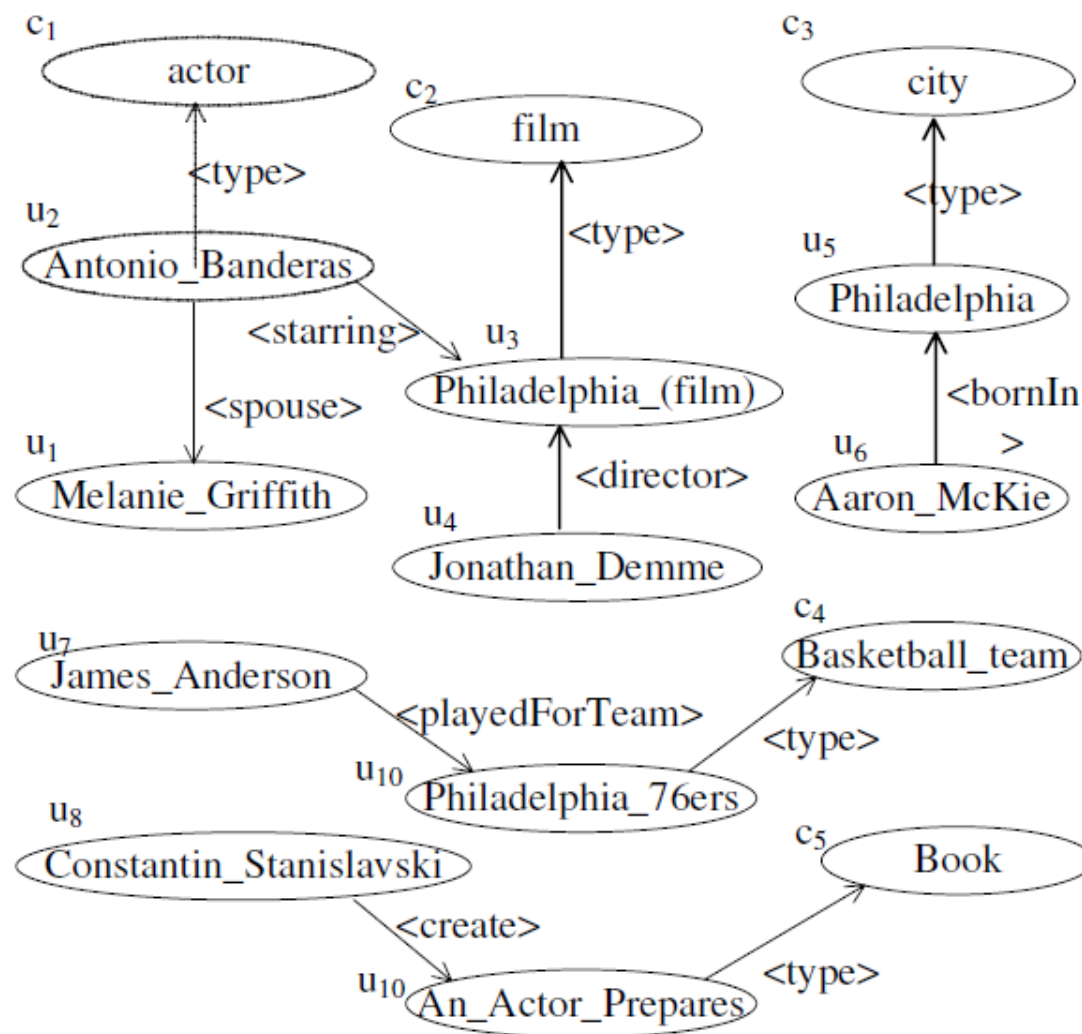 c1
actor
c3
city
c2
film
<type>
<type>
u2
Antonio_Banderas
<type>
u5
Philadelphia
<starring>
u3
Philadelphia_(film)
<spouse>
<bornIn
>
u1
Melanie_Griffith
<director>
u6
Aaron_McKie
u4
Jonathan_Demme
u7
James_Anderson
c4
Basketball_team
<playedForTeam>
<type>
u10
Philadelphia_76ers
u8
Constantin_Stanislavski
c5
Book
<create>
<type>
u10
An_Actor_Prepares